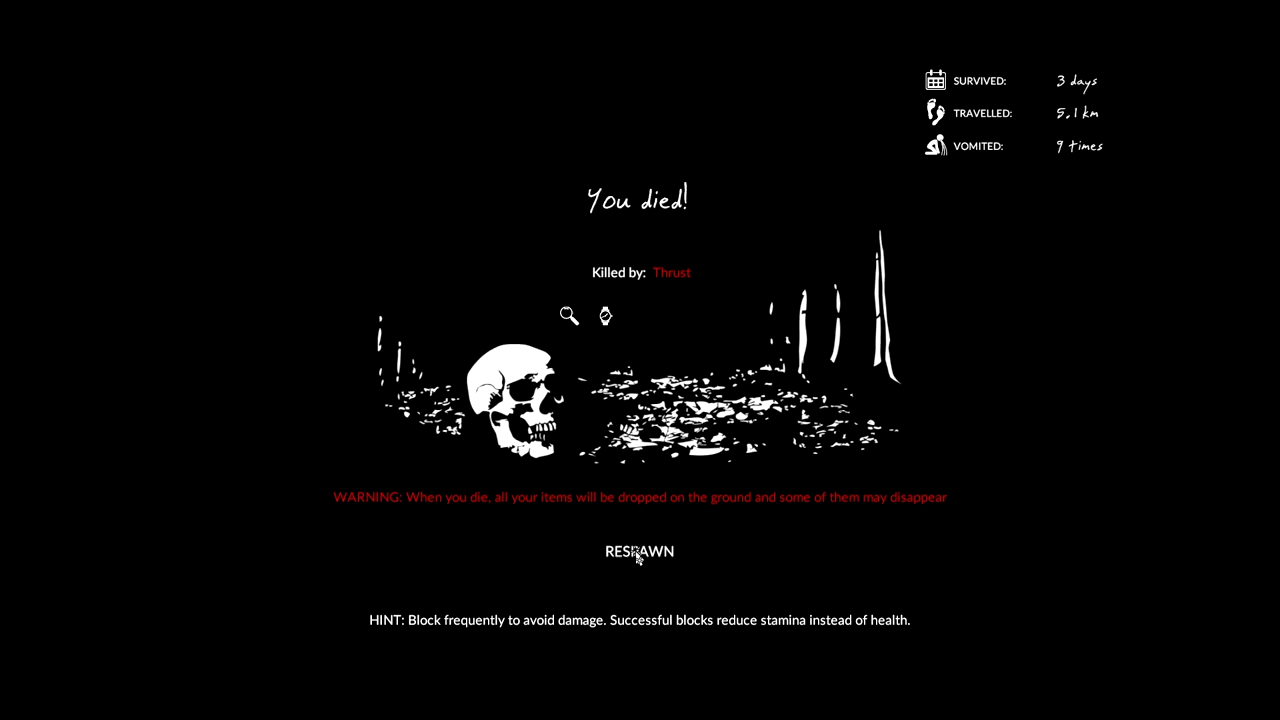 SURVIVED: 3 days
TRAVELLED: 5.1 km
VOMITED: 9 times
You died!
Killed by: Thrust
WARNING: When you die, all your items will be dropped on the ground and some of them may disappear
RESPAWN
HINT: Block frequently to avoid damage. Successful blocks reduce stamina instead of health.